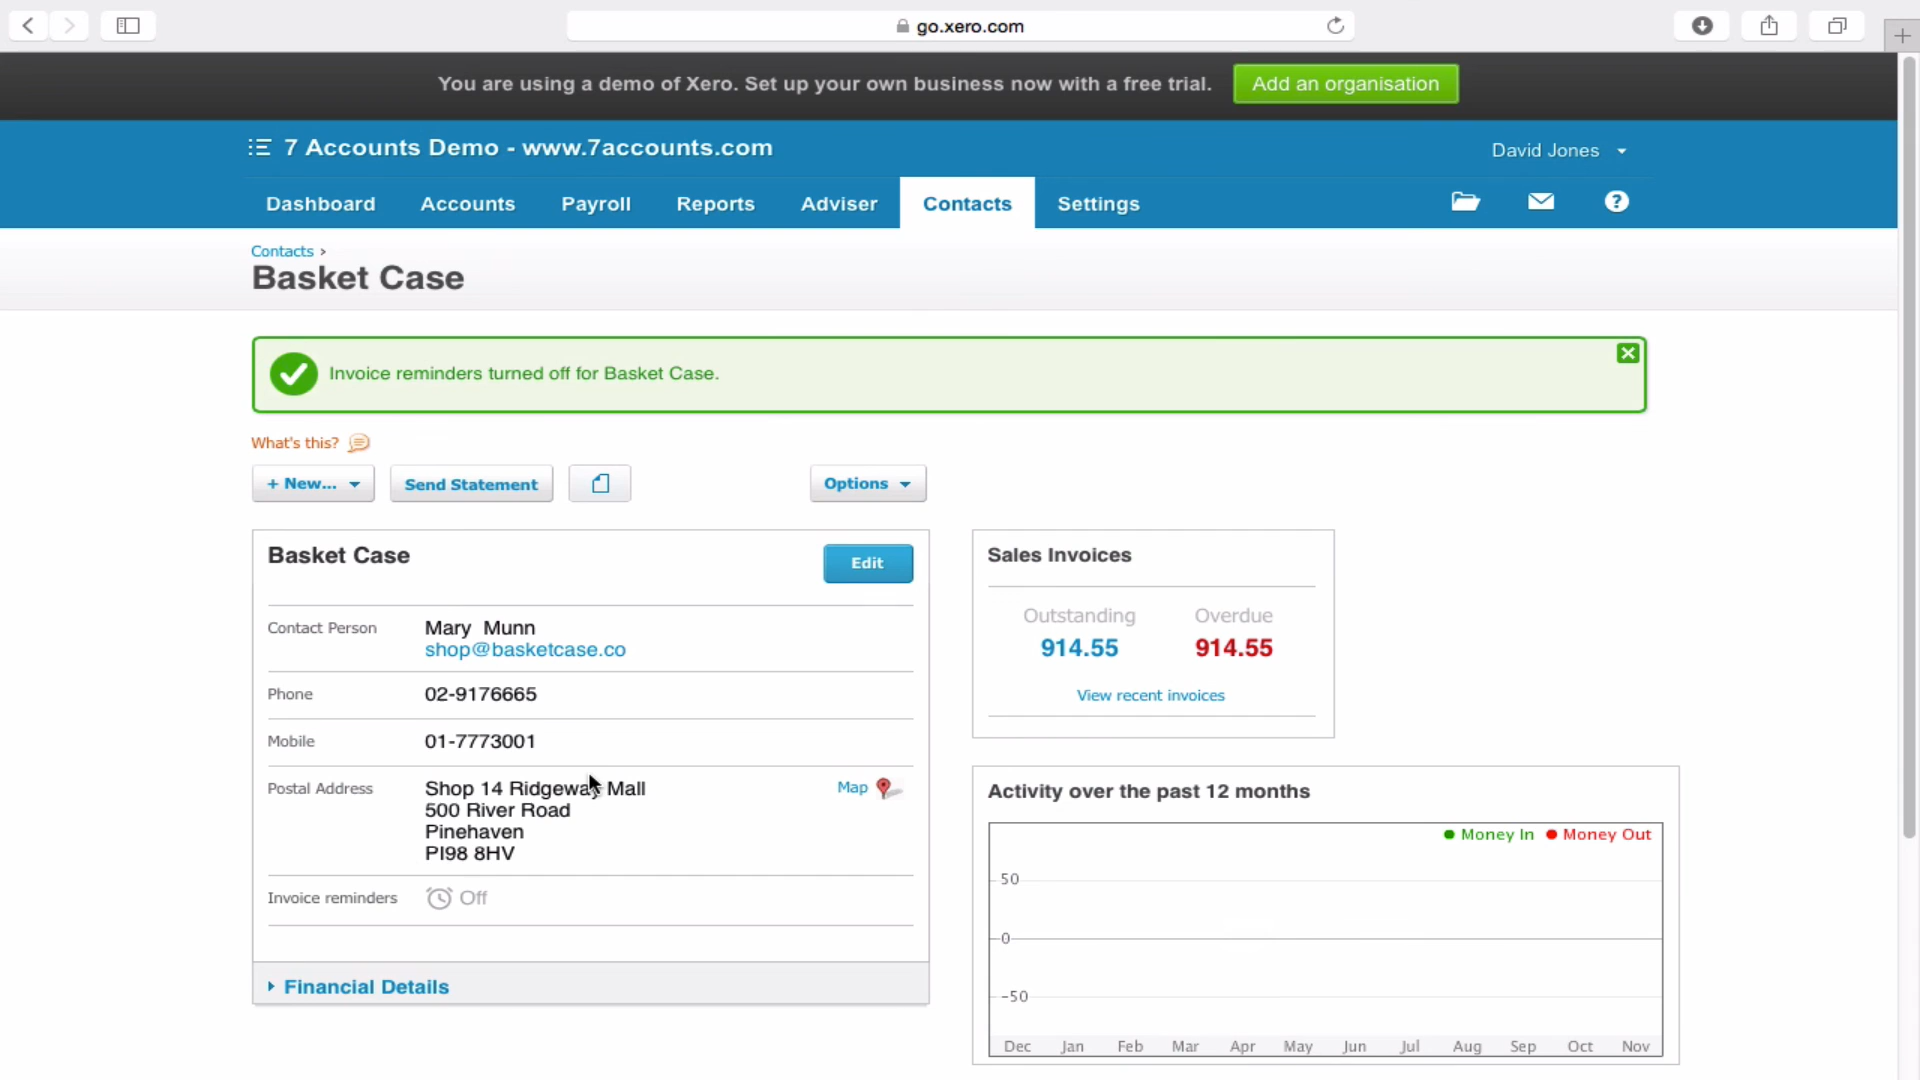 go.xero.com
You are using a demo of Xero. Set up your own business now with a free trial. Add an organisation
7 Accounts Demo - www.7accounts.com David Jones
Dashboard Accounts Payroll Reports Adviser Contacts Settings ?
Contacts ›
Basket Case
Invoice reminders turned off for Basket Case.
What's this?
+ New... Send Statement Options
Basket Case Edit
Contact Person Mary Munn
shop@basketcase.co
Phone 02-9176665
Mobile 01-7773001
Postal Address Shop 14 Ridgeway Mall Map
500 River Road
Pinehaven
PI98 8HV
Invoice reminders Off
Financial Details
Sales Invoices
Outstanding Overdue
914.55 914.55
View recent invoices
Activity over the past 12 months
Money In Money Out
50
0
-50
Dec Jan Feb Mar Apr May Jun Jul Aug Sep Oct Nov